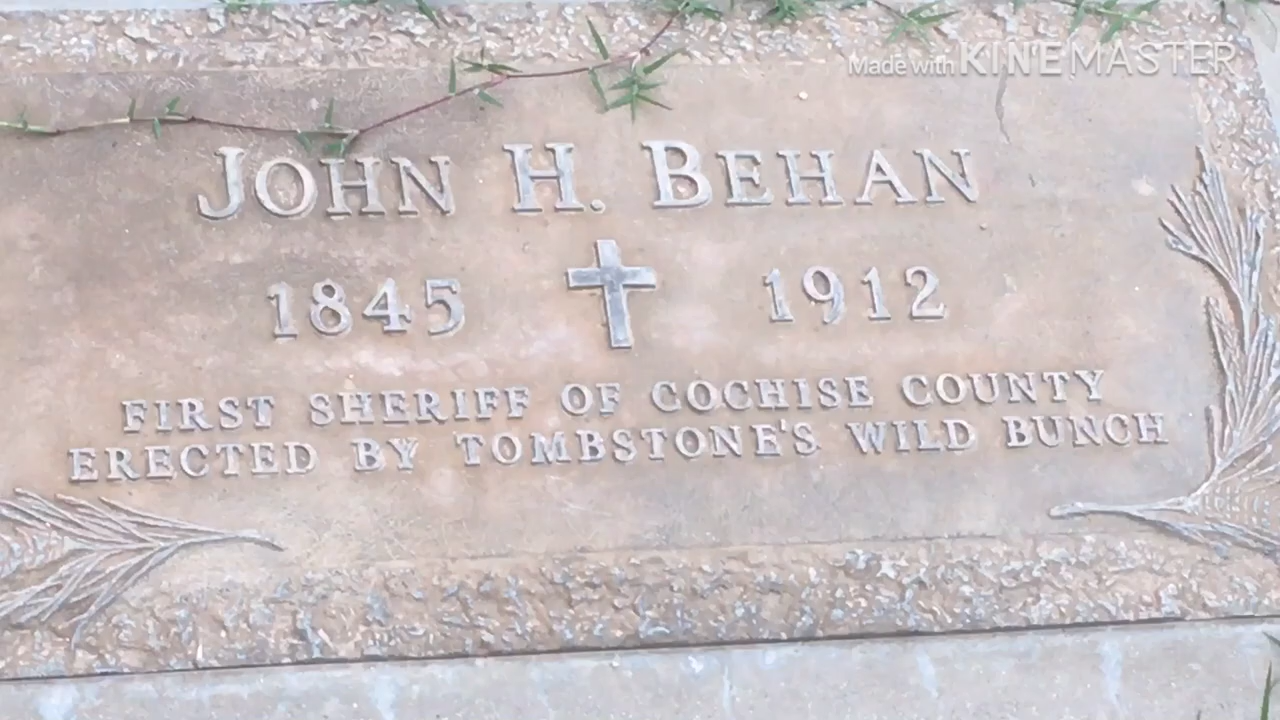 Made with KINEMASTER
JOHN H. BEHAN
1845 1912
FIRST SHERIFF OF COCHISE COUNTY
ERECTED BY TOMBSTONE'S WILD BUNCH